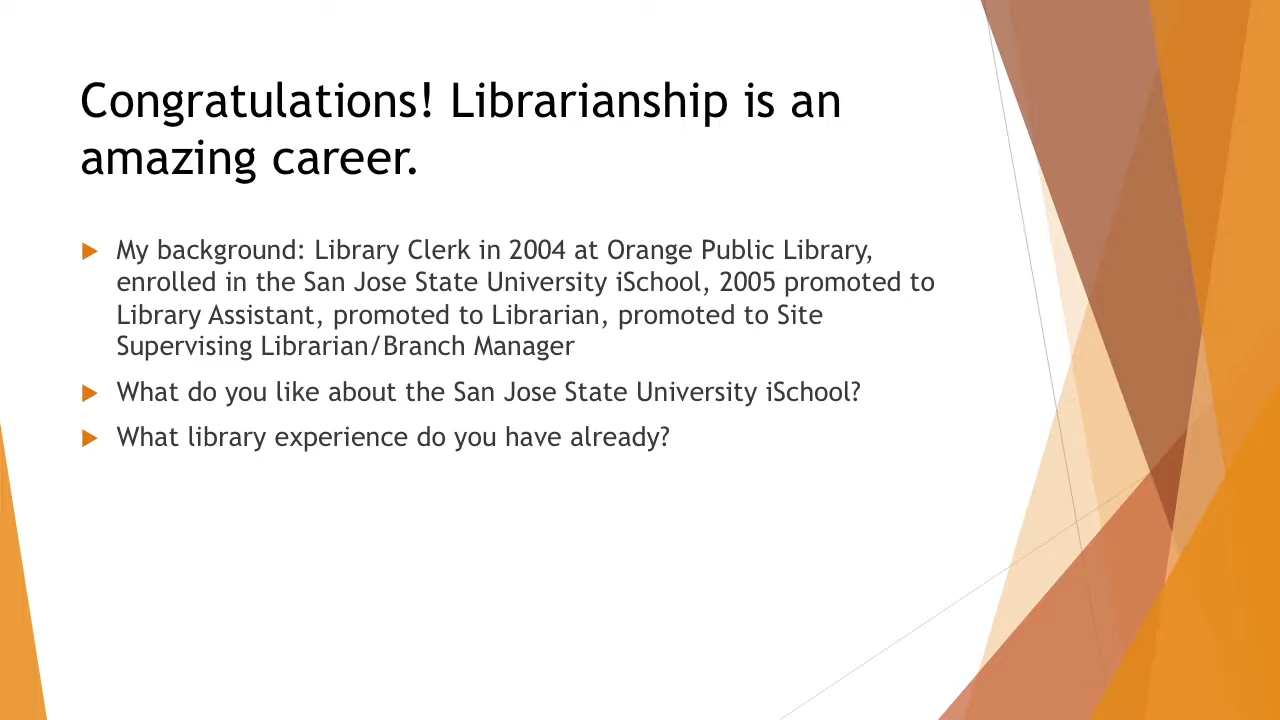 Congratulations! Librarianship is an
amazing career.
My background: Library Clerk in 2004 at Orange Public Library,
enrolled in the San Jose State University iSchool, 2005 promoted to
Library Assistant, promoted to Librarian, promoted to Site
Supervising Librarian/Branch Manager
What do you like about the San Jose State University iSchool?
What library experience do you have already?